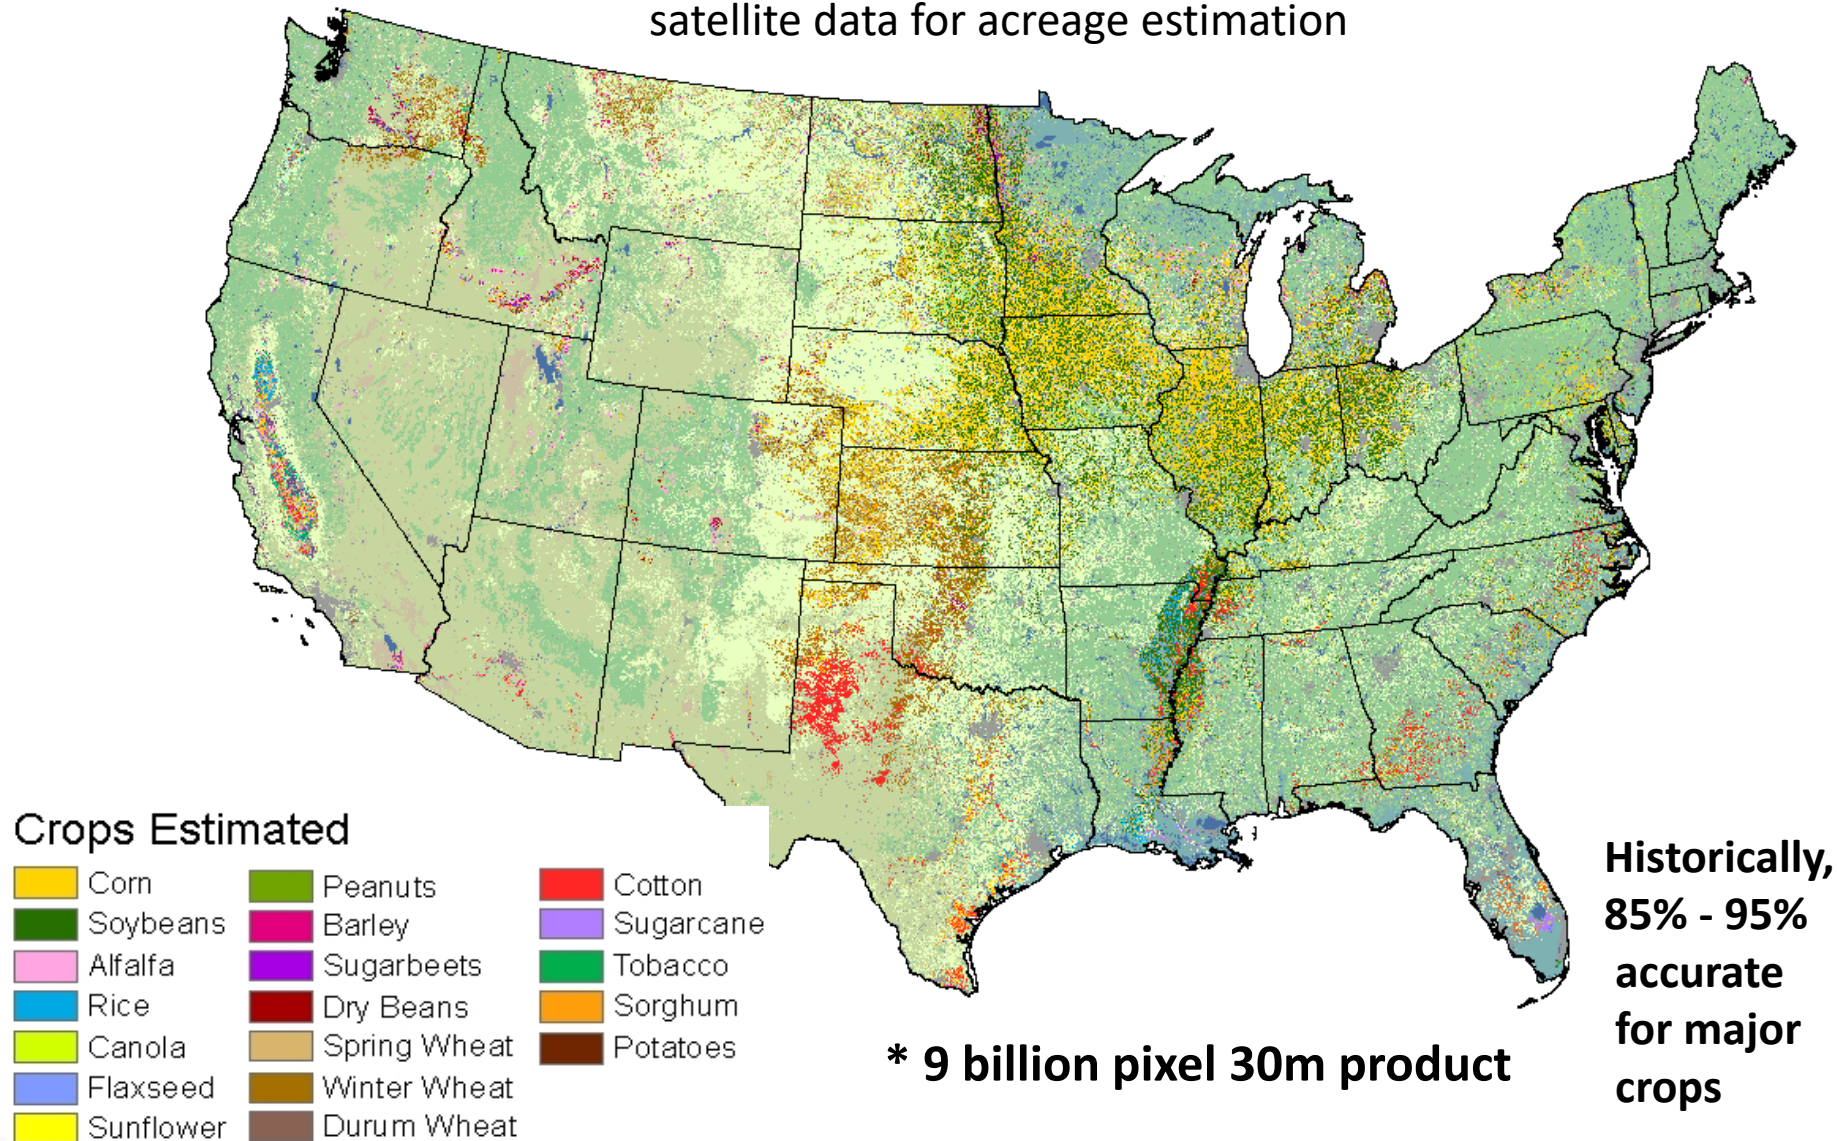 satellite data for acreage estimation
Crops Estimated
Corn
Soybeans
Alfalfa
Rice
Canola
Flaxseed
Sunflower
Peanuts
Barley
Sugarbeets
Dry Beans
Spring Wheat
Winter Wheat
Durum Wheat
Cotton
Sugarcane
Tobacco
Sorghum
Potatoes
* 9 billion pixel 30m product
Historically,
85% - 95%
accurate
for major
crops